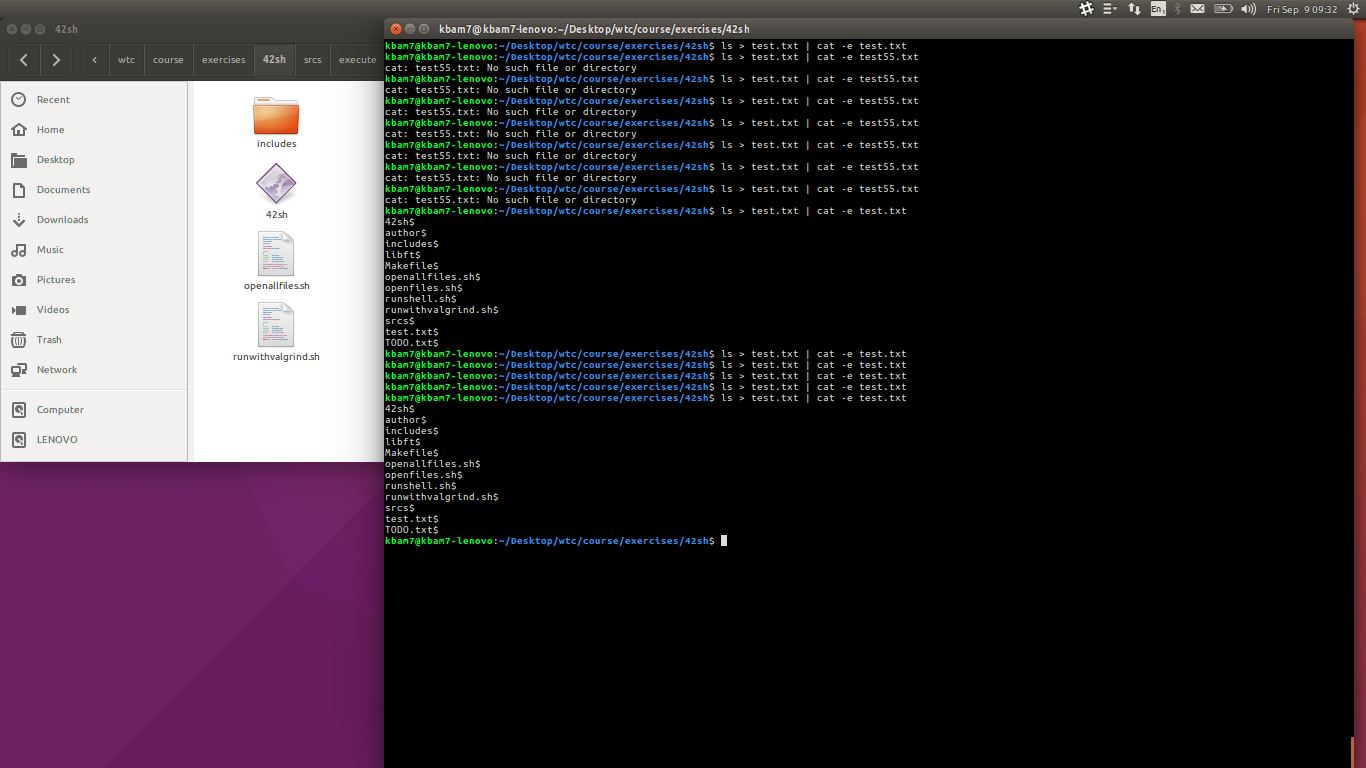 42sh
kbam7@kbam7-lenovo:~/Desktop/wtc/course/exercises/42sh
En1
Fri Sep 9 09:32
wtc course exercises 42sh srcs execute
Recent
Home
Desktop
Documents
Downloads
Music
Pictures
Videos
Trash
Network
Computer
LENOVO
includes
42sh
openallfiles.sh
runwithvalgrind.sh
kbam7@kbam7-lenovo:~/Desktop/wtc/course/exercises/42sh$ ls > test.txt | cat -e test.txt
kbam7@kbam7-lenovo:~/Desktop/wtc/course/exercises/42sh$ ls > test.txt | cat -e test55.txt
cat: test55.txt: No such file or directory
kbam7@kbam7-lenovo:~/Desktop/wtc/course/exercises/42sh$ ls > test.txt | cat -e test55.txt
cat: test55.txt: No such file or directory
kbam7@kbam7-lenovo:~/Desktop/wtc/course/exercises/42sh$ ls > test.txt | cat -e test55.txt
cat: test55.txt: No such file or directory
kbam7@kbam7-lenovo:~/Desktop/wtc/course/exercises/42sh$ ls > test.txt | cat -e test55.txt
cat: test55.txt: No such file or directory
kbam7@kbam7-lenovo:~/Desktop/wtc/course/exercises/42sh$ ls > test.txt | cat -e test55.txt
cat: test55.txt: No such file or directory
kbam7@kbam7-lenovo:~/Desktop/wtc/course/exercises/42sh$ ls > test.txt | cat -e test55.txt
cat: test55.txt: No such file or directory
kbam7@kbam7-lenovo:~/Desktop/wtc/course/exercises/42sh$ ls > test.txt | cat -e test55.txt
cat: test55.txt: No such file or directory
kbam7@kbam7-lenovo:~/Desktop/wtc/course/exercises/42sh$ ls > test.txt | cat -e test.txt
42sh$
author$
includes$
libft$
Makefile$
openallfiles.sh$
openfiles.sh$
runshell.sh$
runwithvalgrind.sh$
srcs$
test.txt$
TODO.txt$
kbam7@kbam7-lenovo:~/Desktop/wtc/course/exercises/42sh$ ls > test.txt | cat -e test.txt
kbam7@kbam7-lenovo:~/Desktop/wtc/course/exercises/42sh$ ls > test.txt | cat -e test.txt
kbam7@kbam7-lenovo:~/Desktop/wtc/course/exercises/42sh$ ls > test.txt | cat -e test.txt
kbam7@kbam7-lenovo:~/Desktop/wtc/course/exercises/42sh$ ls > test.txt | cat -e test.txt
kbam7@kbam7-lenovo:~/Desktop/wtc/course/exercises/42sh$ ls > test.txt | cat -e test.txt
42sh$
author$
includes$
libft$
Makefile$
openallfiles.sh$
openfiles.sh$
runshell.sh$
runwithvalgrind.sh$
srcs$
test.txt$
TODO.txt$
kbam7@kbam7-lenovo:~/Desktop/wtc/course/exercises/42sh$